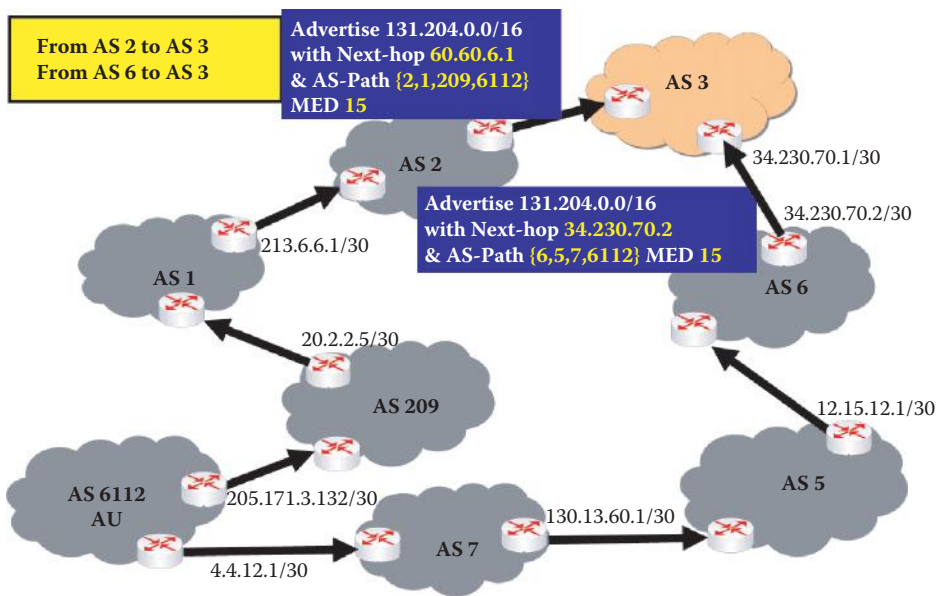 From AS 2 to AS 3
From AS 6 to AS 3
Advertise 131.204.0.0/16
with Next-hop 60.60.6.1
& AS-Path {2,1,209,6112}
MED 15
AS 3
34.230.70.1/30
AS 2
Advertise 131.204.0.0/16
with Next-hop 34.230.70.2
& AS-Path {6,5,7,6112} MED 15
34.230.70.2/30
213.6.6.1/30
AS 1
AS 6
20.2.2.5/30
AS 209
12.15.12.1/30
AS 6112
AU
205.171.3.132/30
AS 5
130.13.60.1/30
AS 7
4.4.12.1/30